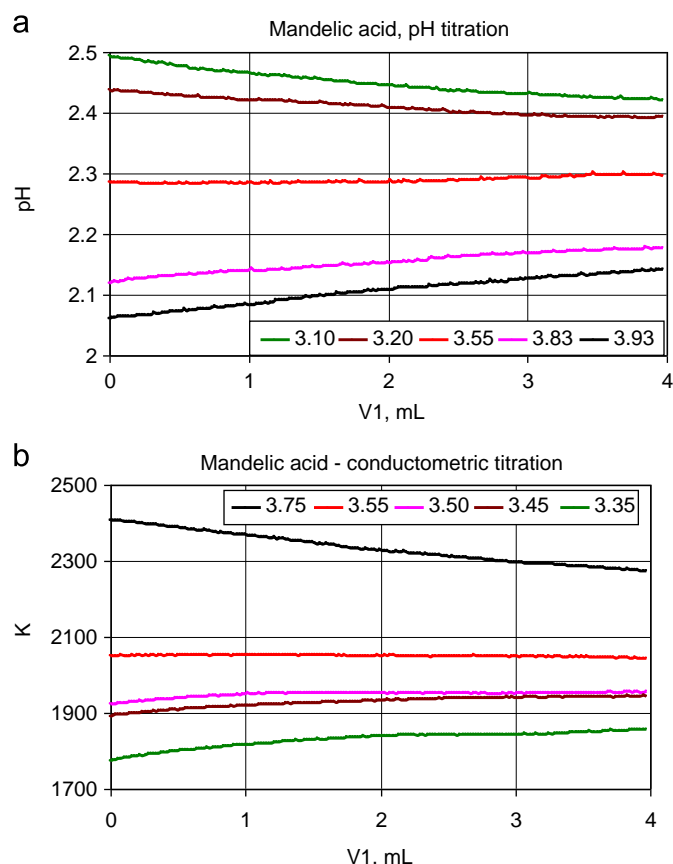 a
Mandelic acid, pH titration
2.5
2.4
2.3
2.2
2.1
2
pH
3.10 3.20 3.55 3.83 3.93
0 1 2 3 4
V1, mL
b
Mandelic acid - conductometric titration
2500
2300
2100
1900
1700
K
3.75 3.55 3.50 3.45 3.35
0 1 2 3 4
V1, mL